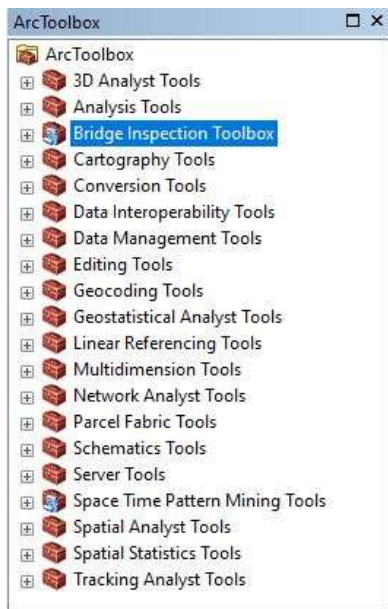 ArcToolbox
ArcToolbox
3D Analyst Tools
Analysis Tools
Bridge Inspection Toolbox
Cartography Tools
Conversion Tools
Data Interoperability Tools
Data Management Tools
Editing Tools
Geocoding Tools
Geostatistical Analyst Tools
Linear Referencing Tools
Multidimension Tools
Network Analyst Tools
Parcel Fabric Tools
Schematics Tools
Server Tools
Space Time Pattern Mining Tools
Spatial Analyst Tools
Spatial Statistics Tools
Tracking Analyst Tools